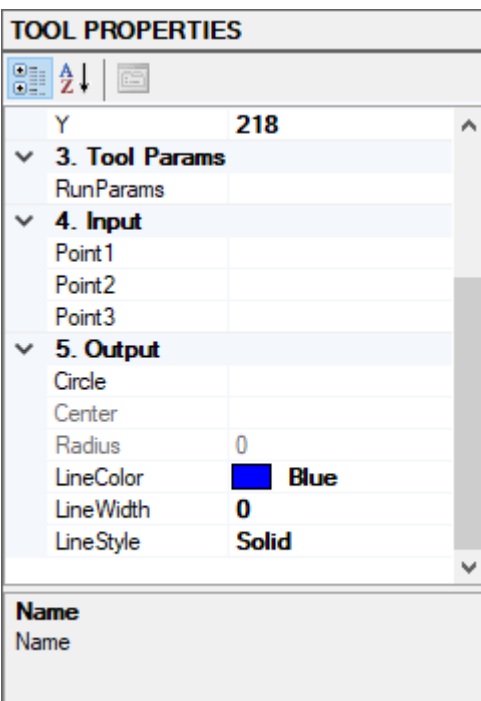 TOOL PROPERTIES
A
Z
Y 218
3. Tool Params
RunParams
4. Input
Point1
Point2
Point3
5. Output
Circle
Center
Radius 0
LineColor Blue
LineWidth 0
LineStyle Solid
Name
Name